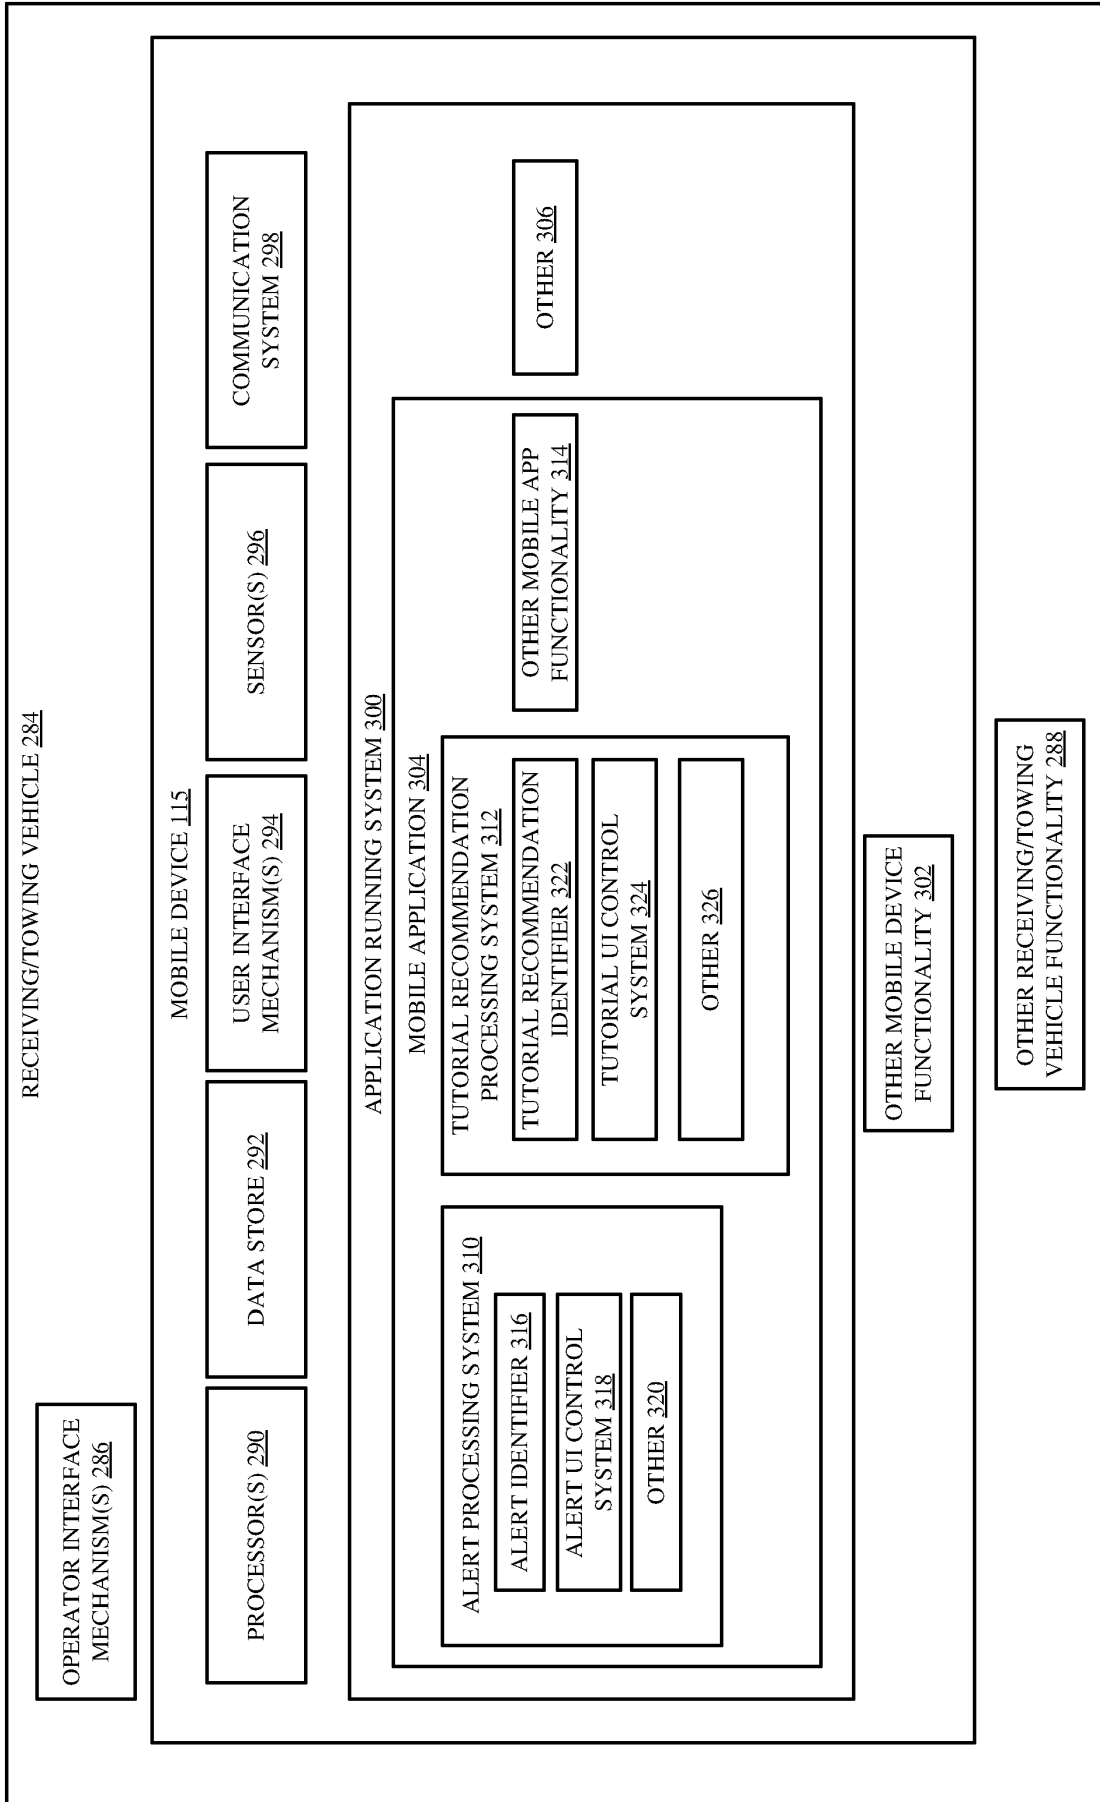 RECEIVING/TOWING VEHICLE 284
OPERATOR INTERFACE
MECHANISM(S) 286
MOBILE DEVICE 115
PROCESSOR(S) 290
DATA STORE 292
USER INTERFACE
MECHANISM(S) 294
SENSOR(S) 296
COMMUNICATION
SYSTEM 298
APPLICATION RUNNING SYSTEM 300
MOBILE APPLICATION 304
ALERT PROCESSING SYSTEM 310
ALERT IDENTIFIER 316
ALERT UI CONTROL
SYSTEM 318
OTHER 320
TUTORIAL RECOMMENDATION
PROCESSING SYSTEM 312
TUTORIAL RECOMMENDATION
IDENTIFIER 322
TUTORIAL UI CONTROL
SYSTEM 324
OTHER 326
OTHER MOBILE APP
FUNCTIONALITY 314
OTHER 306
OTHER MOBILE DEVICE
FUNCTIONALITY 302
OTHER RECEIVING/TOWING
VEHICLE FUNCTIONALITY 288